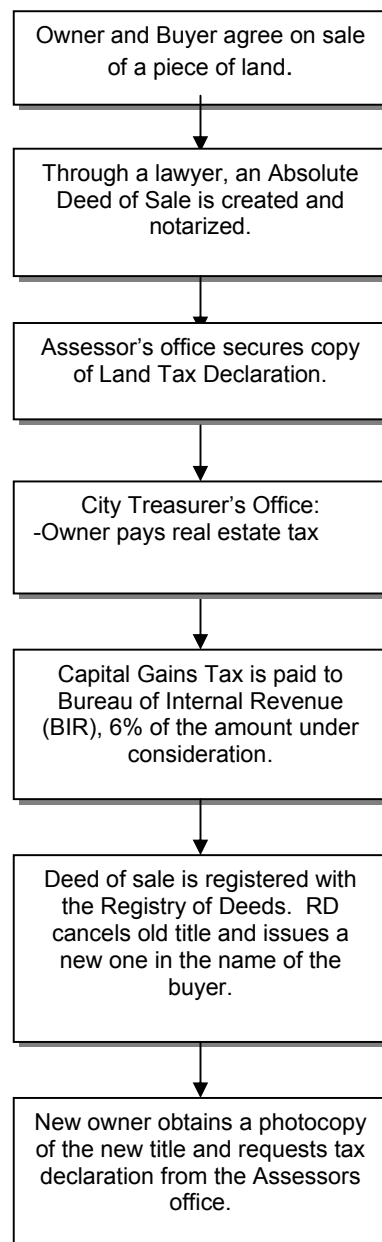 Owner and Buyer agree on sale
of a piece of land.
Through a lawyer, an Absolute
Deed of Sale is created and
notarized.
Assessor’s office secures copy
of Land Tax Declaration.
City Treasurer’s Office:
-Owner pays real estate tax
Capital Gains Tax is paid to
Bureau of Internal Revenue
(BIR), 6% of the amount under
consideration.
Deed of sale is registered with
the Registry of Deeds.  RD
cancels old title and issues a
new one in the name of the
buyer.
New owner obtains a photocopy
of the new title and requests tax
declaration from the Assessors
office.